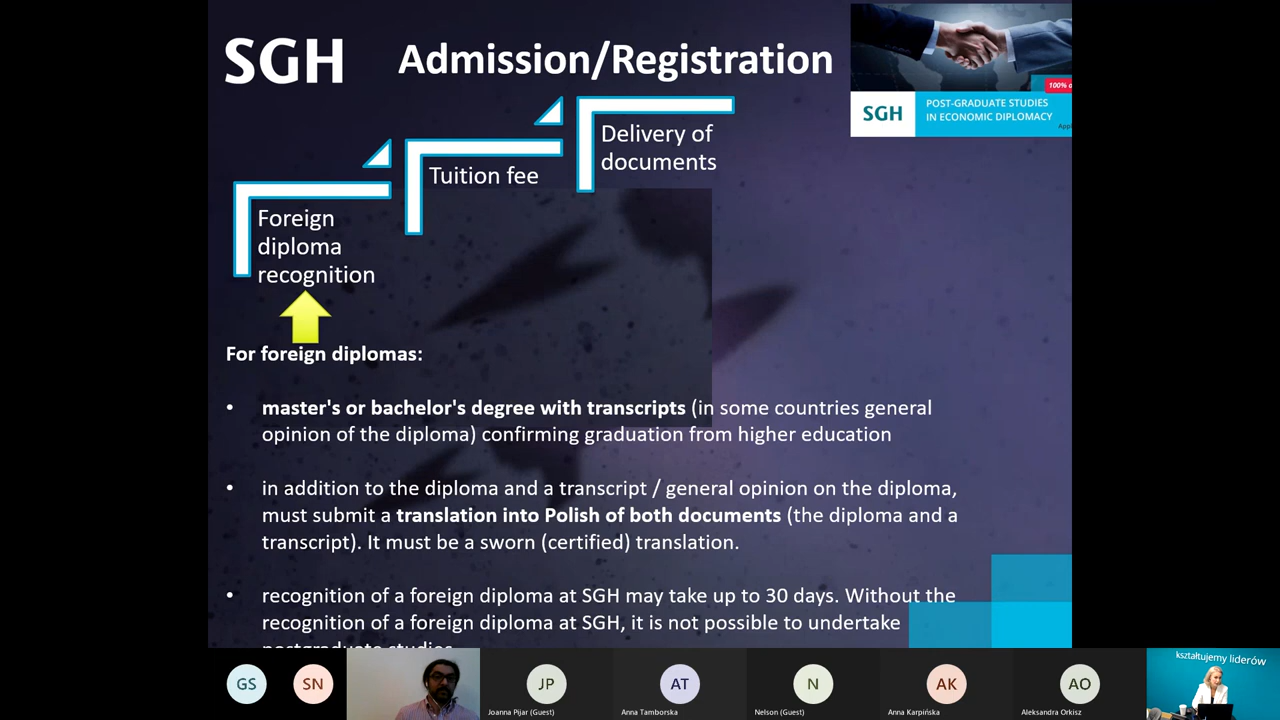 SGH
Admission/Registration
100% o
SGH
POST-GRADUATE STUDIES
IN ECONOMIC DIPLOMACY
Appl
Delivery of
documents
Tuition fee
Foreign
diploma
recognition
For foreign diplomas:
• master's or bachelor's degree with transcripts (in some countries general
opinion of the diploma) confirming graduation from higher education
• in addition to the diploma and a transcript / general opinion on the diploma,
must submit a translation into Polish of both documents (the diploma and a
transcript). It must be a sworn (certified) translation.
• recognition of a foreign diploma at SGH may take up to 30 days. Without the
recognition of a foreign diploma at SGH, it is not possible to undertake
postgraduate studies
GS
SN
JP
Joanna Pijar (Guest)
AT
Anna Tamborska
N
Nelson (Guest)
AK
Anna Karpińska
AO
Aleksandra Orkisz
kształtujemy liderów